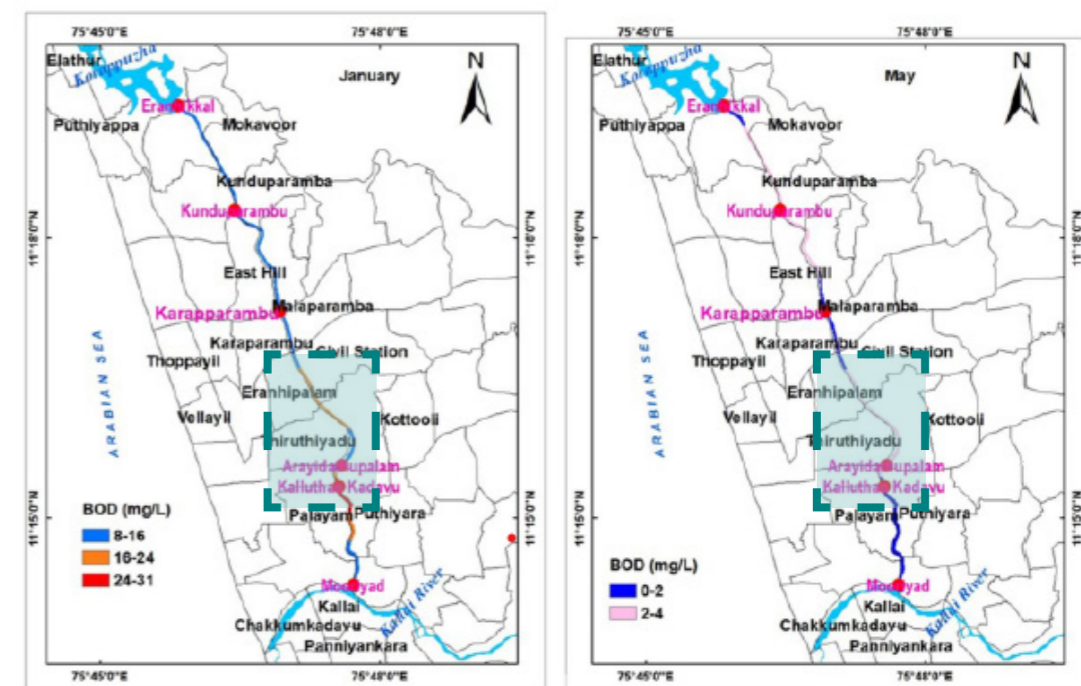 75°45'0"E
75°48'0"E
Elathur
Korappuzha
January
N
Puthiyappa
Mokavoor
Kunduparamba
Kunduparambu
11°18'0"N
11°18'0"N
East Hill
Malaparamba
Karapparambu
Karaparambu
Civil Station
Thoppayil
ARABIAN SEA
Eranhipalam
Vellayil
Kottooli
Thiruthiyadu
Arayidathupalam
Kallutham Kadavu
BOD (mg/L)
8-16
16-24
24-31
Palayam
Puthiyara
11°15'0"N
11°15'0"N
Kallai
Kallai River
Chakkumkadavu
Panniyankara
75°45'0"E
75°48'0"E
75°45'0"E
75°48'0"E
Elathur
Korappuzha
May
N
Puthiyappa
Mokavoor
Kunduparamba
Kunduparambu
11°18'0"N
11°18'0"N
East Hill
Malaparamba
Karapparambu
Karaparambu
Civil Station
Thoppayil
ARABIAN SEA
Eranhipalam
Vellayil
Kottooli
Thiruthiyadu
Arayidathupalam
Kallutham Kadavu
Palayam
Puthiyara
11°15'0"N
11°15'0"N
BOD (mg/L)
0-2
2-4
Kallai
Kallai River
Chakkumkadavu
Panniyankara
75°45'0"E
75°48'0"E